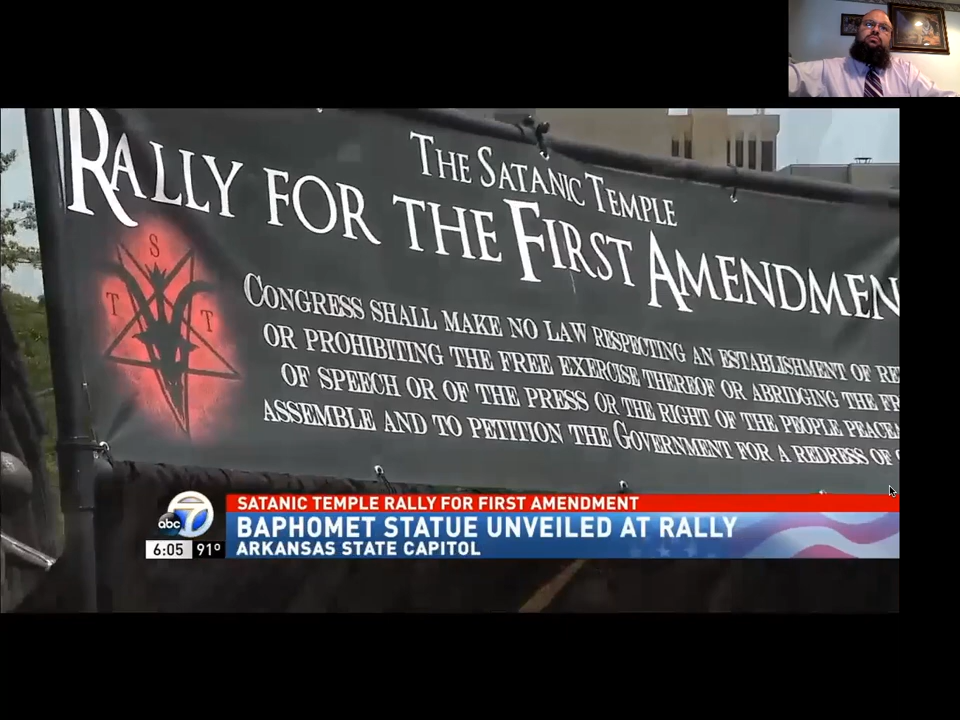 THE SATANIC TEMPLE
RALLY FOR THE FIRST AMENDMEN
S
T T
CONGRESS SHALL MAKE NO LAW RESPECTING AN ESTABLISHMENT OF RE
OR PROHIBITING THE FREE EXERCISE THEREOF OR ABRIDGING THE FR
OF SPEECH OR OF THE PRESS OR THE RIGHT OF THE PEOPLE PEACEA
ASSEMBLE AND TO PETITION THE GOVERNMENT FOR A REDRESS OF
SATANIC TEMPLE RALLY FOR FIRST AMENDMENT
abc 7
BAPHOMET STATUE UNVEILED AT RALLY
6:05 91° ARKANSAS STATE CAPITOL